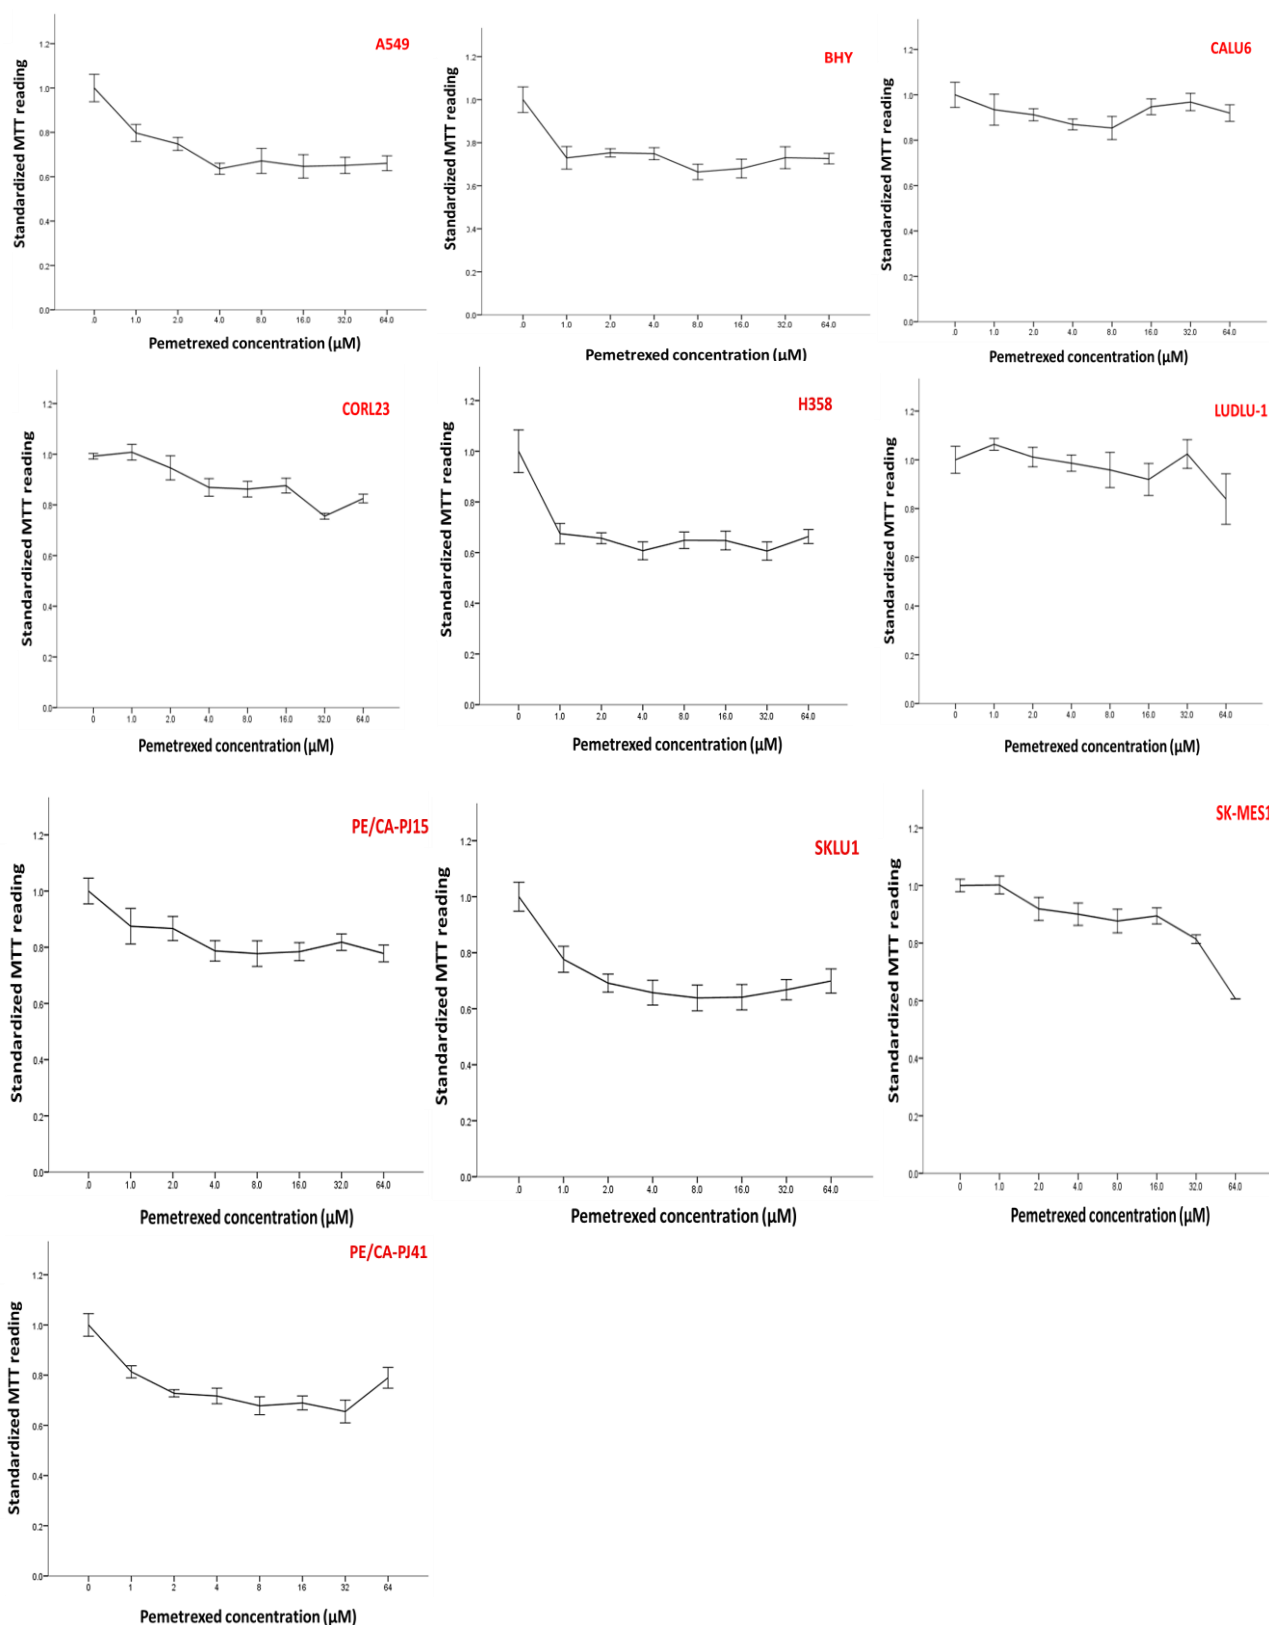 A549
Standardized MTT reading
1.2
1.0
0.8
0.6
0.4
0.2
0.0
.0 1.0 2.0 4.0 8.0 16.0 32.0 64.0
Pemetrexed concentration (µM)
BHY
Standardized MTT reading
1.2
1.0
0.8
0.6
0.4
0.2
0.0
.0 1.0 2.0 4.0 8.0 16.0 32.0 64.0
Pemetrexed concentration (µM)
CALU6
Standardized MTT reading
1.2
1.0
0.8
0.6
0.4
0.2
0.0
.0 1.0 2.0 4.0 8.0 16.0 32.0 64.0
Pemetrexed concentration (µM)
CORL23
Standardized MTT reading
1.2
1.0
0.8
0.6
0.4
0.2
0.0
0 1.0 2.0 4.0 8.0 16.0 32.0 64.0
Pemetrexed concentration (µM)
H358
Standardized MTT reading
1.2
1.0
0.8
0.6
0.4
0.2
0.0
0 1.0 2.0 4.0 8.0 16.0 32.0 64.0
Pemetrexed concentration (µM)
LUDLU-1
Standardized MTT reading
1.2
1.0
0.8
0.6
0.4
0.2
0.0
0 1.0 2.0 4.0 8.0 16.0 32.0 64.0
Pemetrexed concentration (µM)
PE/CA-PJ15
Standardized MTT reading
1.2
1.0
0.8
0.6
0.4
0.2
0.0
.0 1.0 2.0 4.0 8.0 16.0 32.0 64.0
Pemetrexed concentration (µM)
SKLU1
Standardized MTT reading
1.2
1.0
0.8
0.6
0.4
0.2
0.0
.0 1.0 2.0 4.0 8.0 16.0 32.0 64.0
Pemetrexed concentration (µM)
SK-MES1
Standardized MTT reading
1.2
1.0
0.8
0.6
0.4
0.2
0.0
0 1.0 2.0 4.0 8.0 16.0 32.0 64.0
Pemetrexed concentration (µM)
PE/CA-PJ41
Standardized MTT reading
1.2
1.0
0.8
0.6
0.4
0.2
0.0
0 1 2 4 8 16 32 64
Pemetrexed concentration (µM)